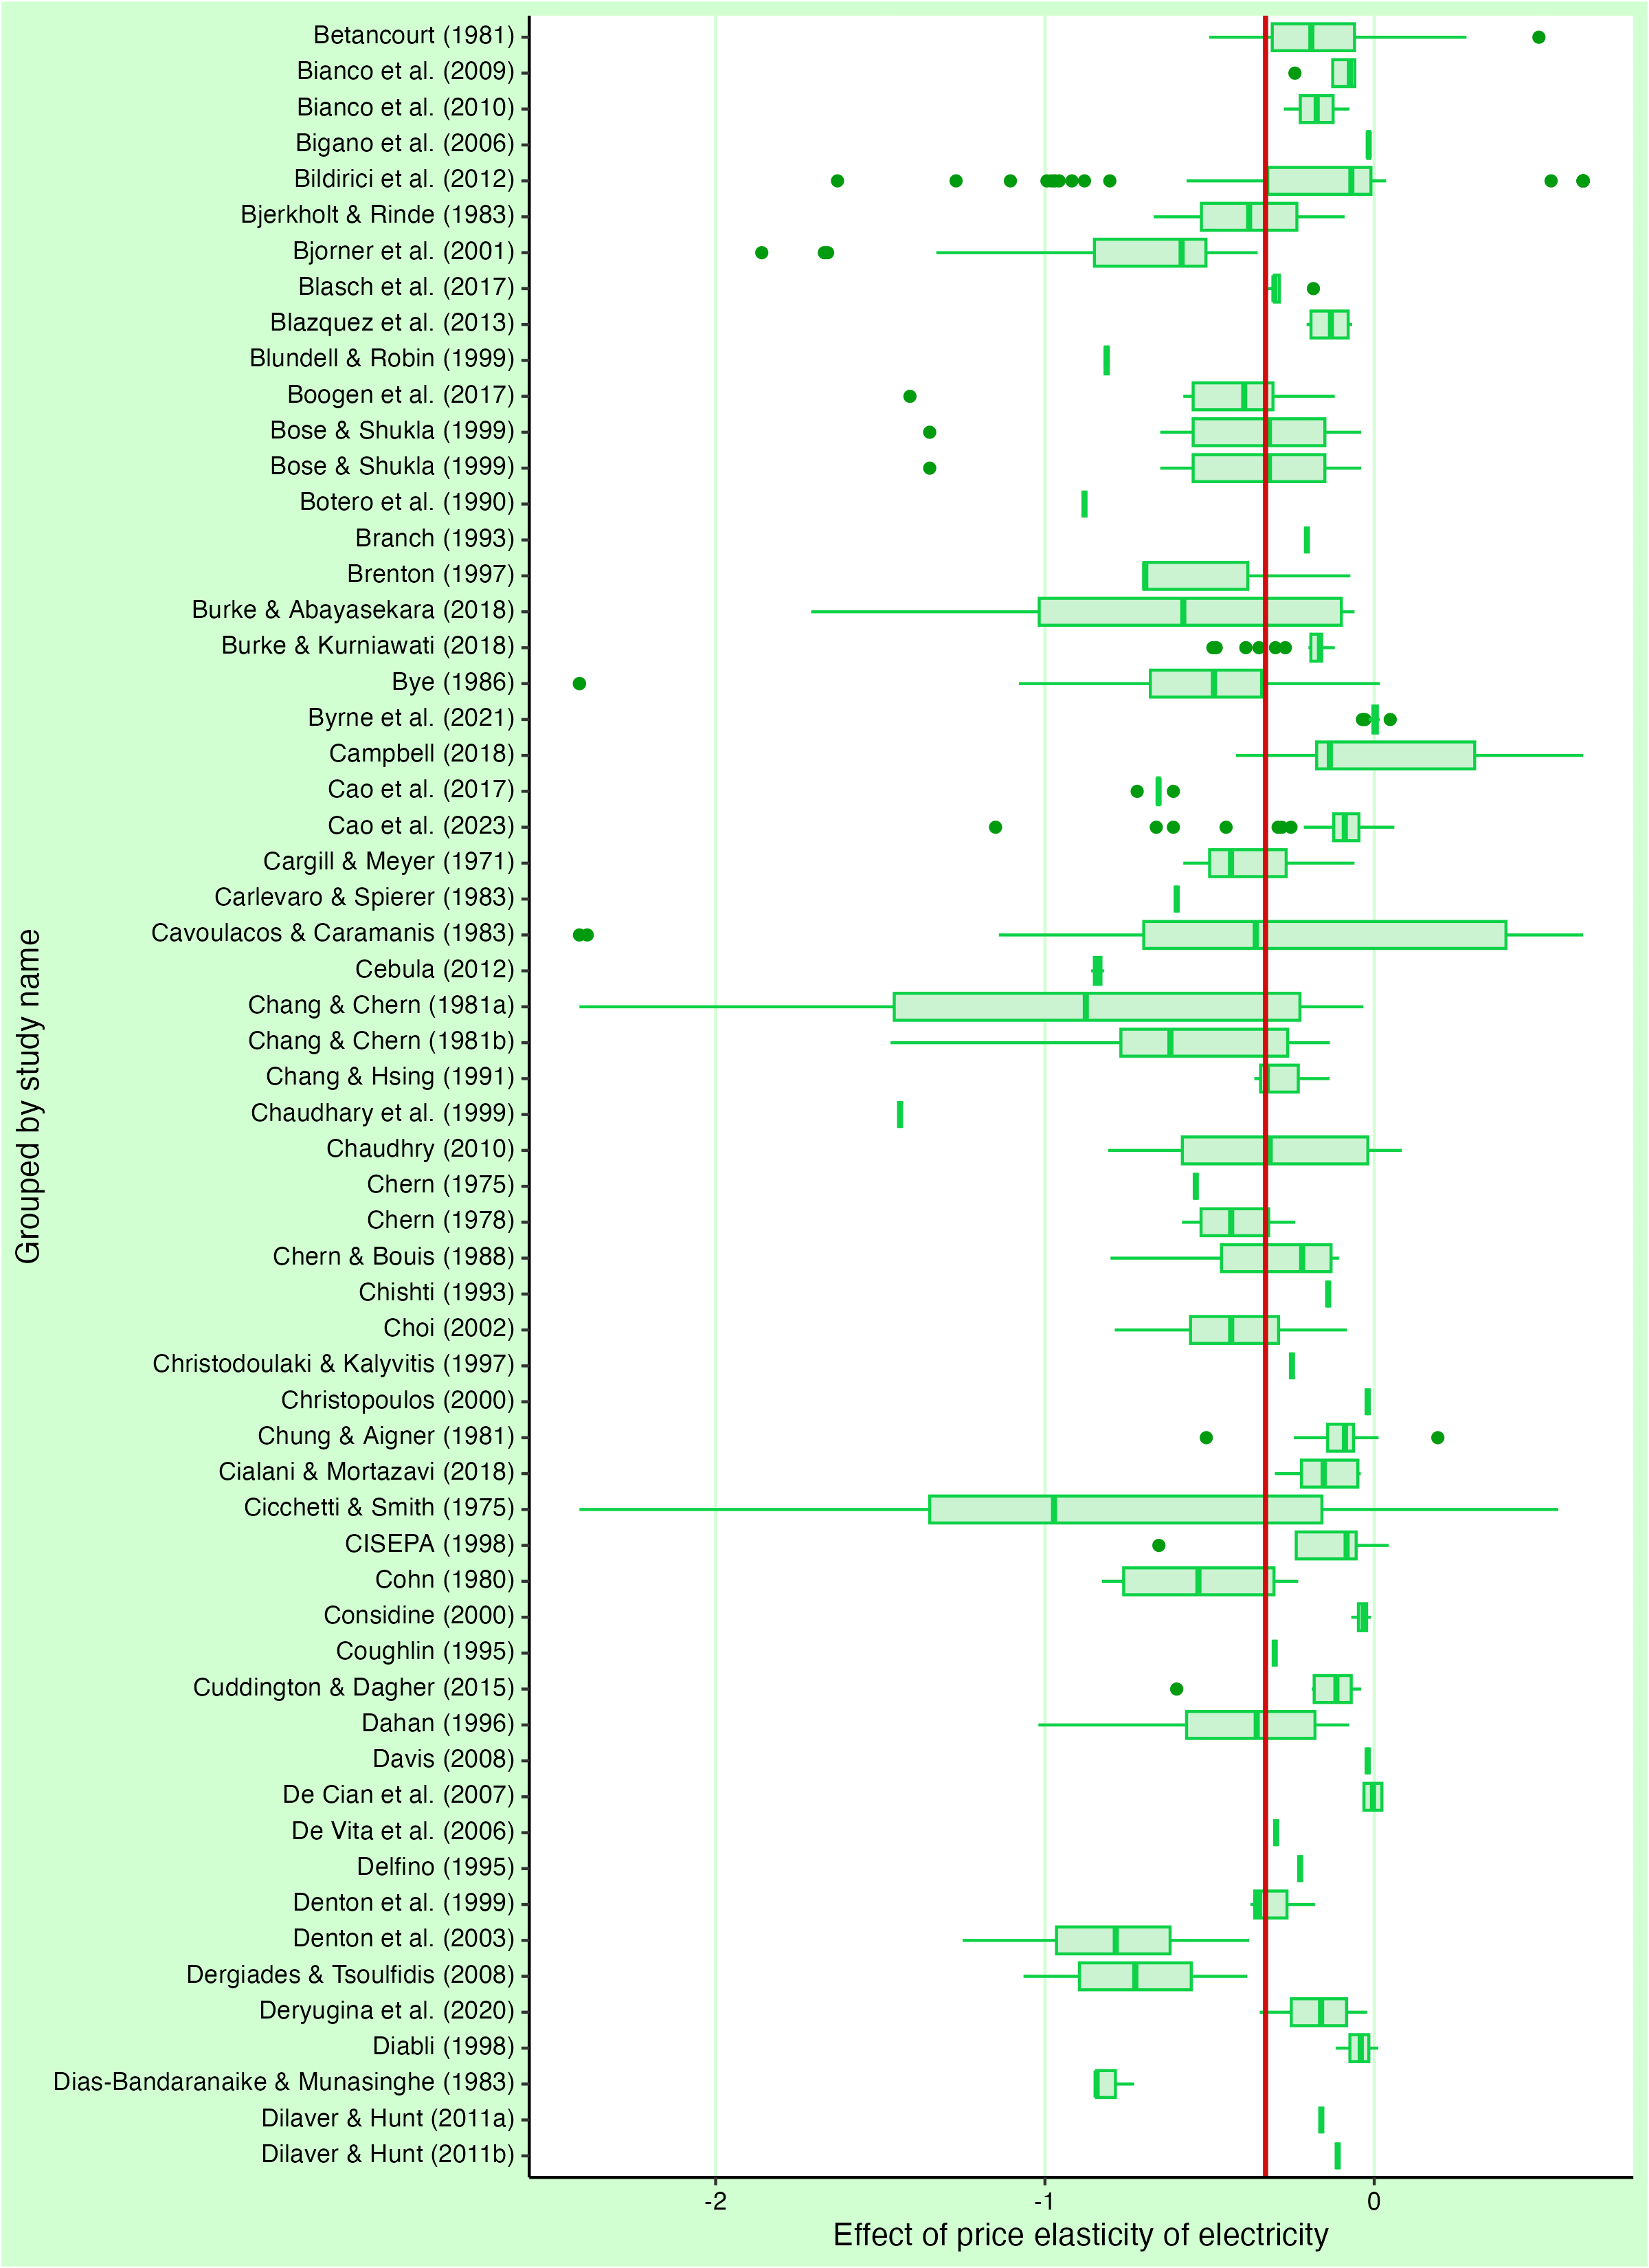 Betancourt (1981)
Bianco et al. (2009)
Bianco et al. (2010)
Bigano et al. (2006)
Bildirici et al. (2012)
Bjerkholt & Rinde (1983)
Bjorner et al. (2001)
Blasch et al. (2017)
Blazquez et al. (2013)
Blundell & Robin (1999)
Boogen et al. (2017)
Bose & Shukla (1999)
Bose & Shukla (1999)
Botero et al. (1990)
Branch (1993)
Brenton (1997)
Burke & Abayasekara (2018)
Burke & Kurniawati (2018)
Bye (1986)
Byrne et al. (2021)
Campbell (2018)
Cao et al. (2017)
Cao et al. (2023)
Cargill & Meyer (1971)
Carlevaro & Spierer (1983)
Cavoulacos & Caramanis (1983)
Cebula (2012)
Chang & Chern (1981a)
Chang & Chern (1981b)
Chang & Hsing (1991)
Chaudhary et al. (1999)
Chaudhry (2010)
Chern (1975)
Chern (1978)
Chern & Bouis (1988)
Chishti (1993)
Choi (2002)
Christodoulaki & Kalyvitis (1997)
Christopoulos (2000)
Chung & Aigner (1981)
Cialani & Mortazavi (2018)
Cicchetti & Smith (1975)
CISEPA (1998)
Cohn (1980)
Considine (2000)
Coughlin (1995)
Cuddington & Dagher (2015)
Dahan (1996)
Davis (2008)
De Cian et al. (2007)
De Vita et al. (2006)
Delfino (1995)
Denton et al. (1999)
Denton et al. (2003)
Dergiades & Tsoulfidis (2008)
Deryugina et al. (2020)
Diabli (1998)
Dias-Bandaranaike & Munasinghe (1983)
Dilaver & Hunt (2011a)
Dilaver & Hunt (2011b)
Grouped by study name
-2 -1 0
Effect of price elasticity of electricity